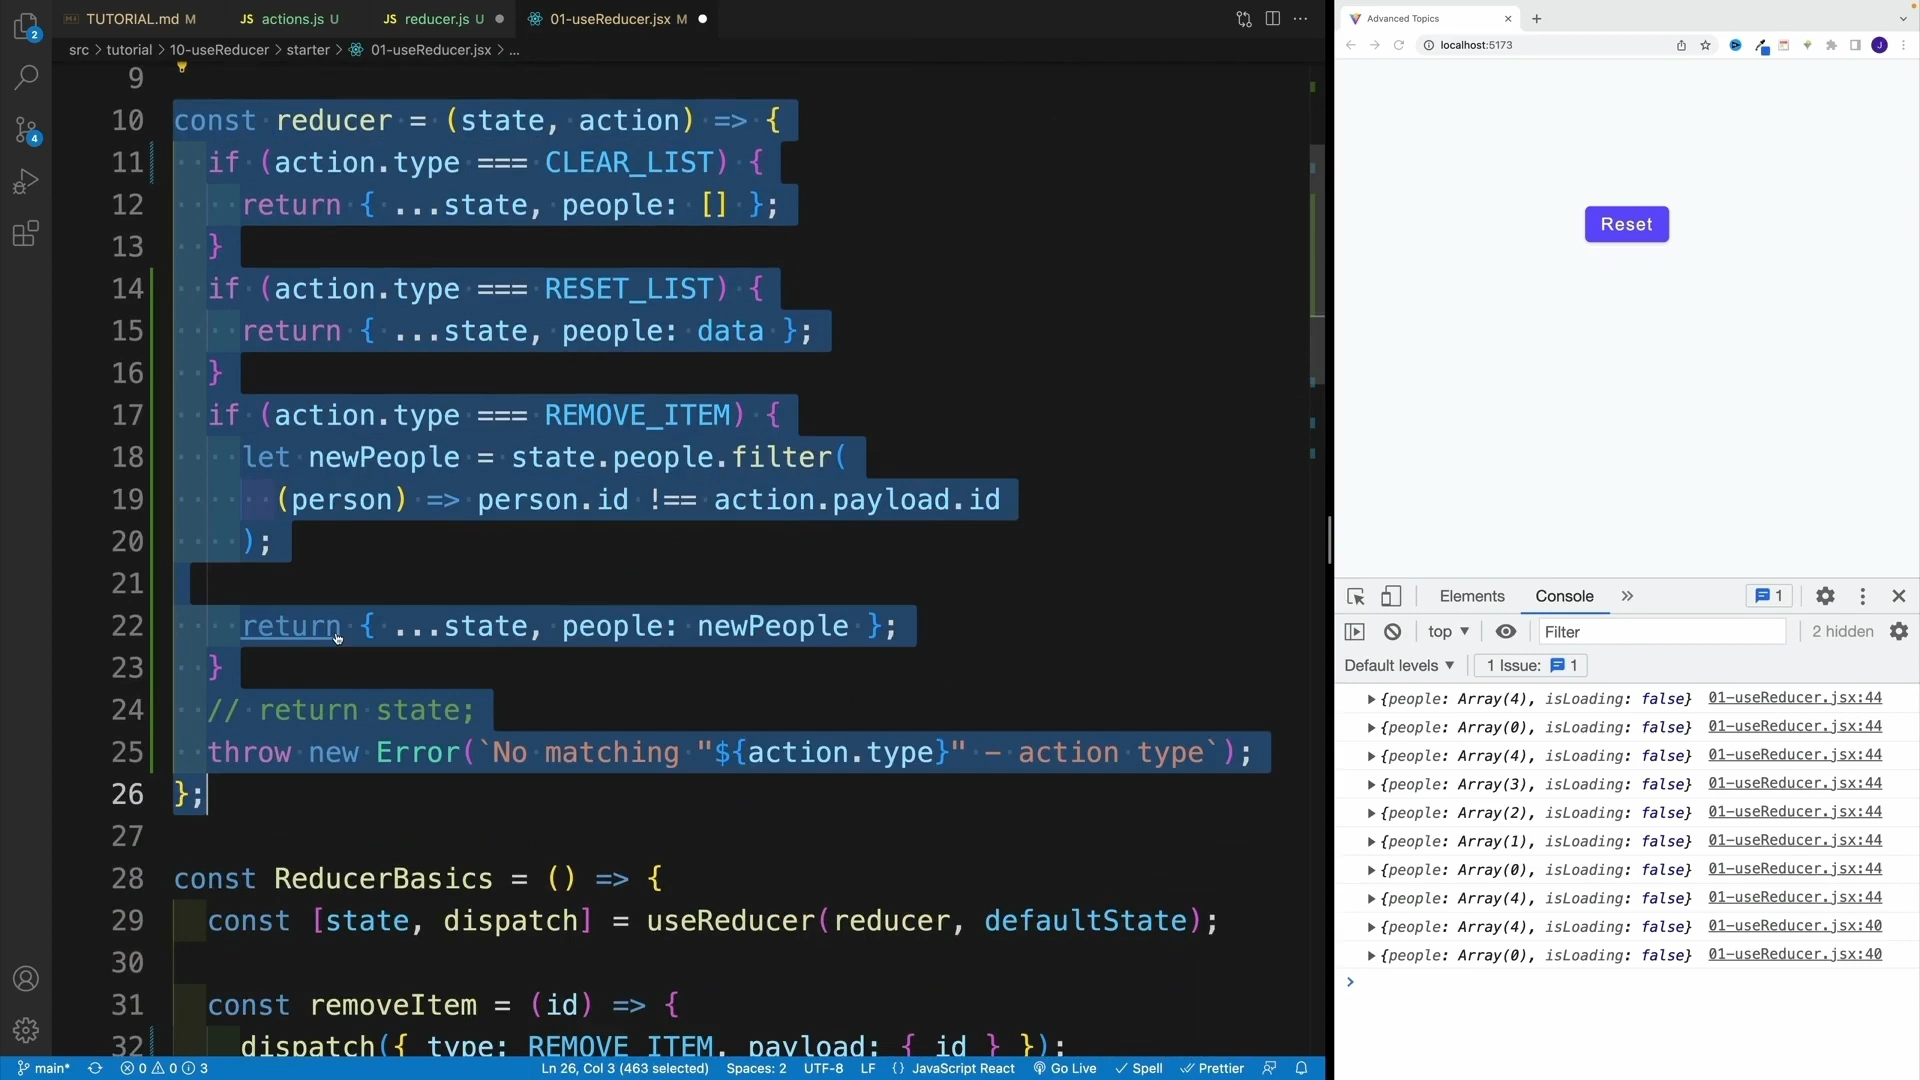 TUTORIAL.md M
JS actions.js U
JS reducer.js U
01-useReducer.jsx M
src > tutorial > 10-useReducer > starter > 01-useReducer.jsx > ...
9
10 const reducer = (state, action) => {
11 if (action.type === CLEAR_LIST) {
12 return { ...state, people: [] };
13 }
14 if (action.type === RESET_LIST) {
15 return { ...state, people: data };
16 }
17 if (action.type === REMOVE_ITEM) {
18 let newPeople = state.people.filter(
19 (person) => person.id !== action.payload.id
20 );
21
22 return { ...state, people: newPeople };
23 }
24 // return state;
25 throw new Error(`No matching "${action.type}" - action type`);
26 };
27
28 const ReducerBasics = () => {
29 const [state, dispatch] = useReducer(reducer, defaultState);
30
31 const removeItem = (id) => {
32 dispatch({ type: REMOVE_ITEM, payload: { id } });
2
4
main* 0 0 3 Ln 26, Col 3 (463 selected) Spaces: 2 UTF-8 LF {} JavaScript React Go Live Spell Prettier
Advanced Topics
localhost:5173
J
Reset
Elements Console » 1
top Filter 2 hidden
Default levels 1 Issue: 1
{people: Array(4), isLoading: false} 01-useReducer.jsx:44
{people: Array(0), isLoading: false} 01-useReducer.jsx:44
{people: Array(4), isLoading: false} 01-useReducer.jsx:44
{people: Array(3), isLoading: false} 01-useReducer.jsx:44
{people: Array(2), isLoading: false} 01-useReducer.jsx:44
{people: Array(1), isLoading: false} 01-useReducer.jsx:44
{people: Array(0), isLoading: false} 01-useReducer.jsx:44
{people: Array(4), isLoading: false} 01-useReducer.jsx:44
{people: Array(4), isLoading: false} 01-useReducer.jsx:40
{people: Array(0), isLoading: false} 01-useReducer.jsx:40